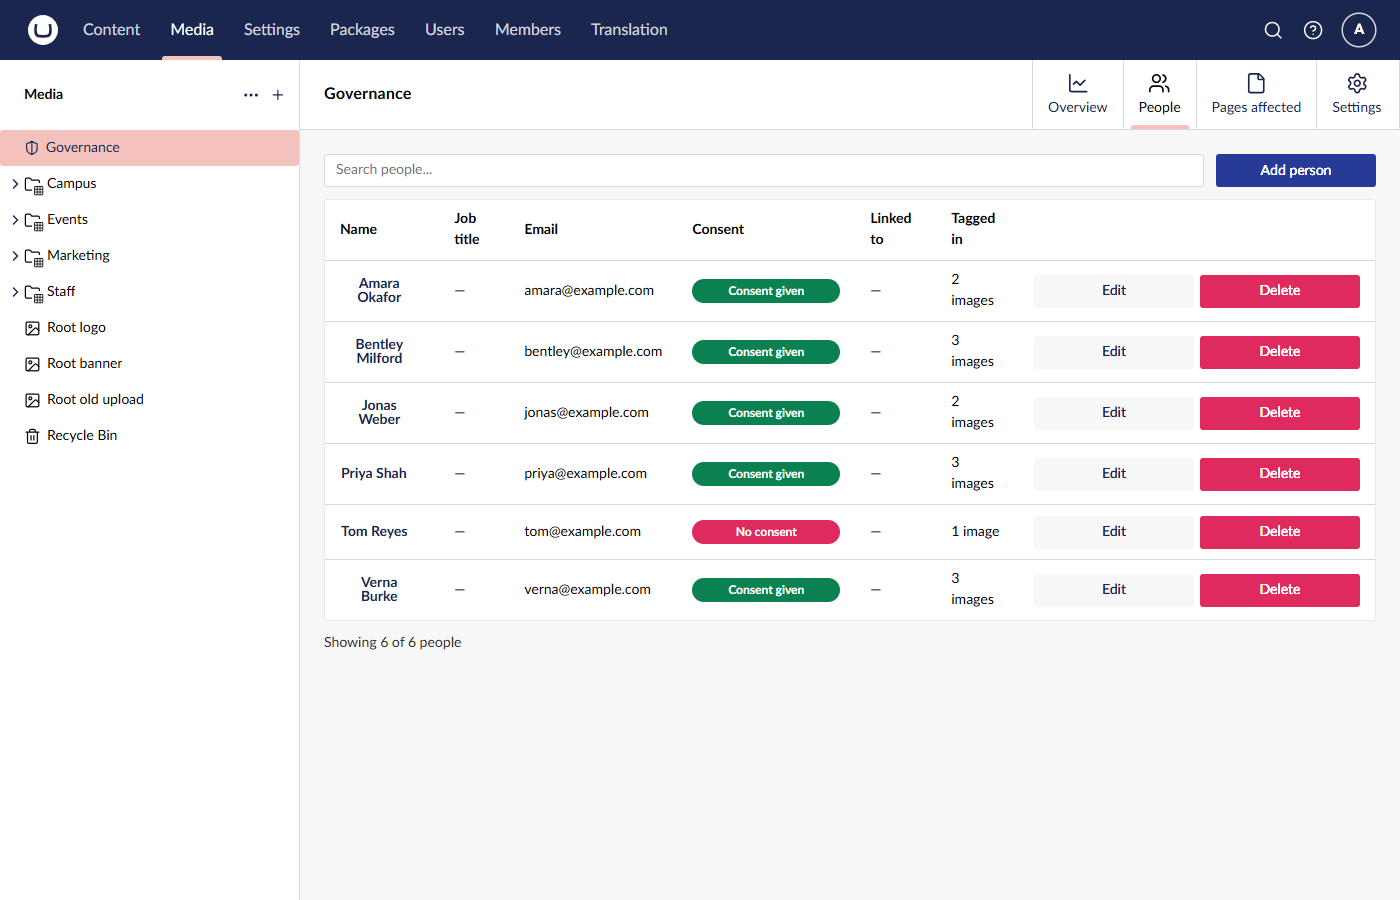 Content Media Settings Packages Users Members Translation
A
Media
Governance
Campus
Events
Marketing
Staff
Root logo
Root banner
Root old upload
Recycle Bin
Governance
Overview
People
Pages affected
Settings
Search people...
Add person
Name Job title Email Consent Linked to Tagged in
Amara Okafor — amara@example.com Consent given — 2 images Edit Delete
Bentley Milford — bentley@example.com Consent given — 3 images Edit Delete
Jonas Weber — jonas@example.com Consent given — 2 images Edit Delete
Priya Shah — priya@example.com Consent given — 3 images Edit Delete
Tom Reyes — tom@example.com No consent — 1 image Edit Delete
Verna Burke — verna@example.com Consent given — 3 images Edit Delete
Showing 6 of 6 people